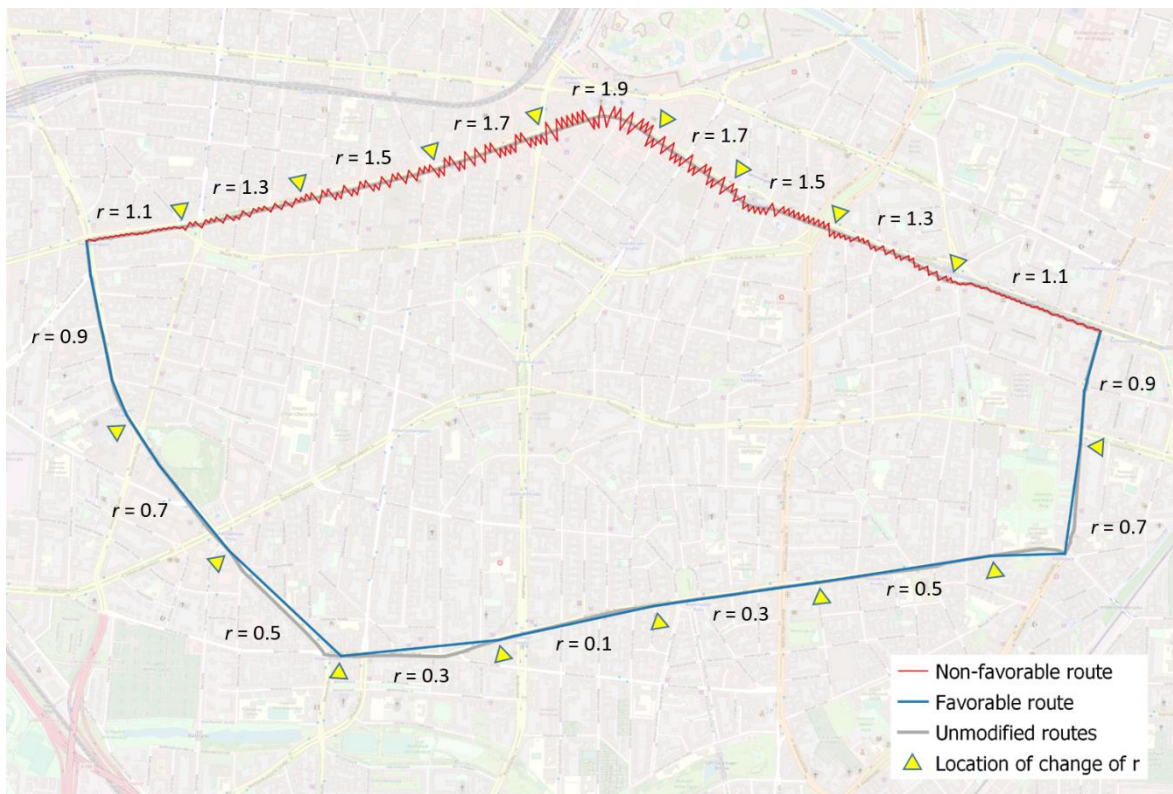 r = 1.9
r = 1.7
r = 1.7
r = 1.5
r = 1.5
r = 1.3
r = 1.3
r = 1.1
r = 1.1
r = 0.9
r = 0.9
r = 0.7
r = 0.7
r = 0.5
r = 0.5
r = 0.3
r = 0.3
r = 0.1
Non-favorable route
Favorable route
Unmodified routes
Location of change of r